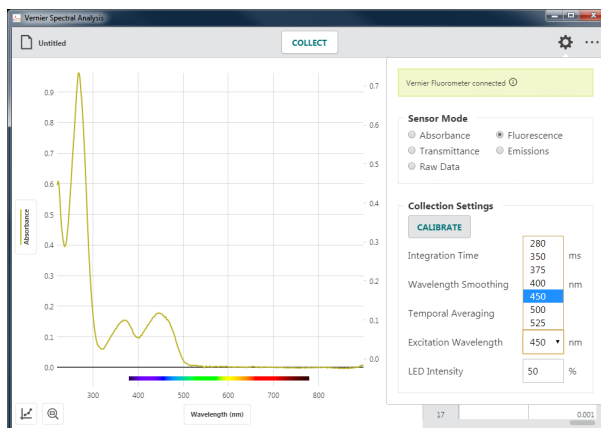 Vernier Spectral Analysis
Untitled
COLLECT
Vernier Fluorometer connected
Sensor Mode
Absorbance
Fluorescence
Transmittance
Emissions
Raw Data
Collection Settings
CALIBRATE
Integration Time
ms
Wavelength Smoothing
nm
Temporal Averaging
280
350
375
400
450
500
525
Excitation Wavelength
450
nm
LED Intensity
50
%
0.9
0.8
0.7
0.6
0.5
0.4
0.3
0.2
0.1
0.0
Absorbance
0.7
0.6
0.5
0.4
0.3
0.2
0.1
0.0
300
400
500
600
700
800
Wavelength (nm)
17
0.001